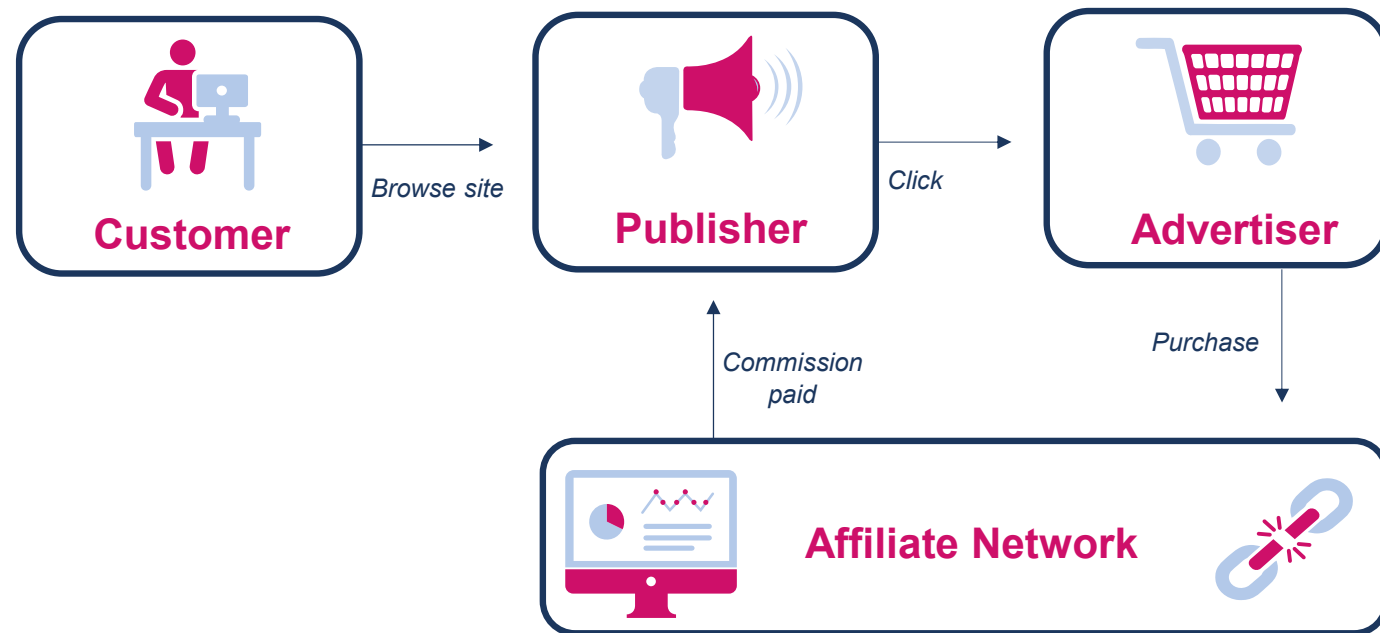 Customer
Browse site
Publisher
Click
Advertiser
Commission
paid
Purchase
Affiliate Network